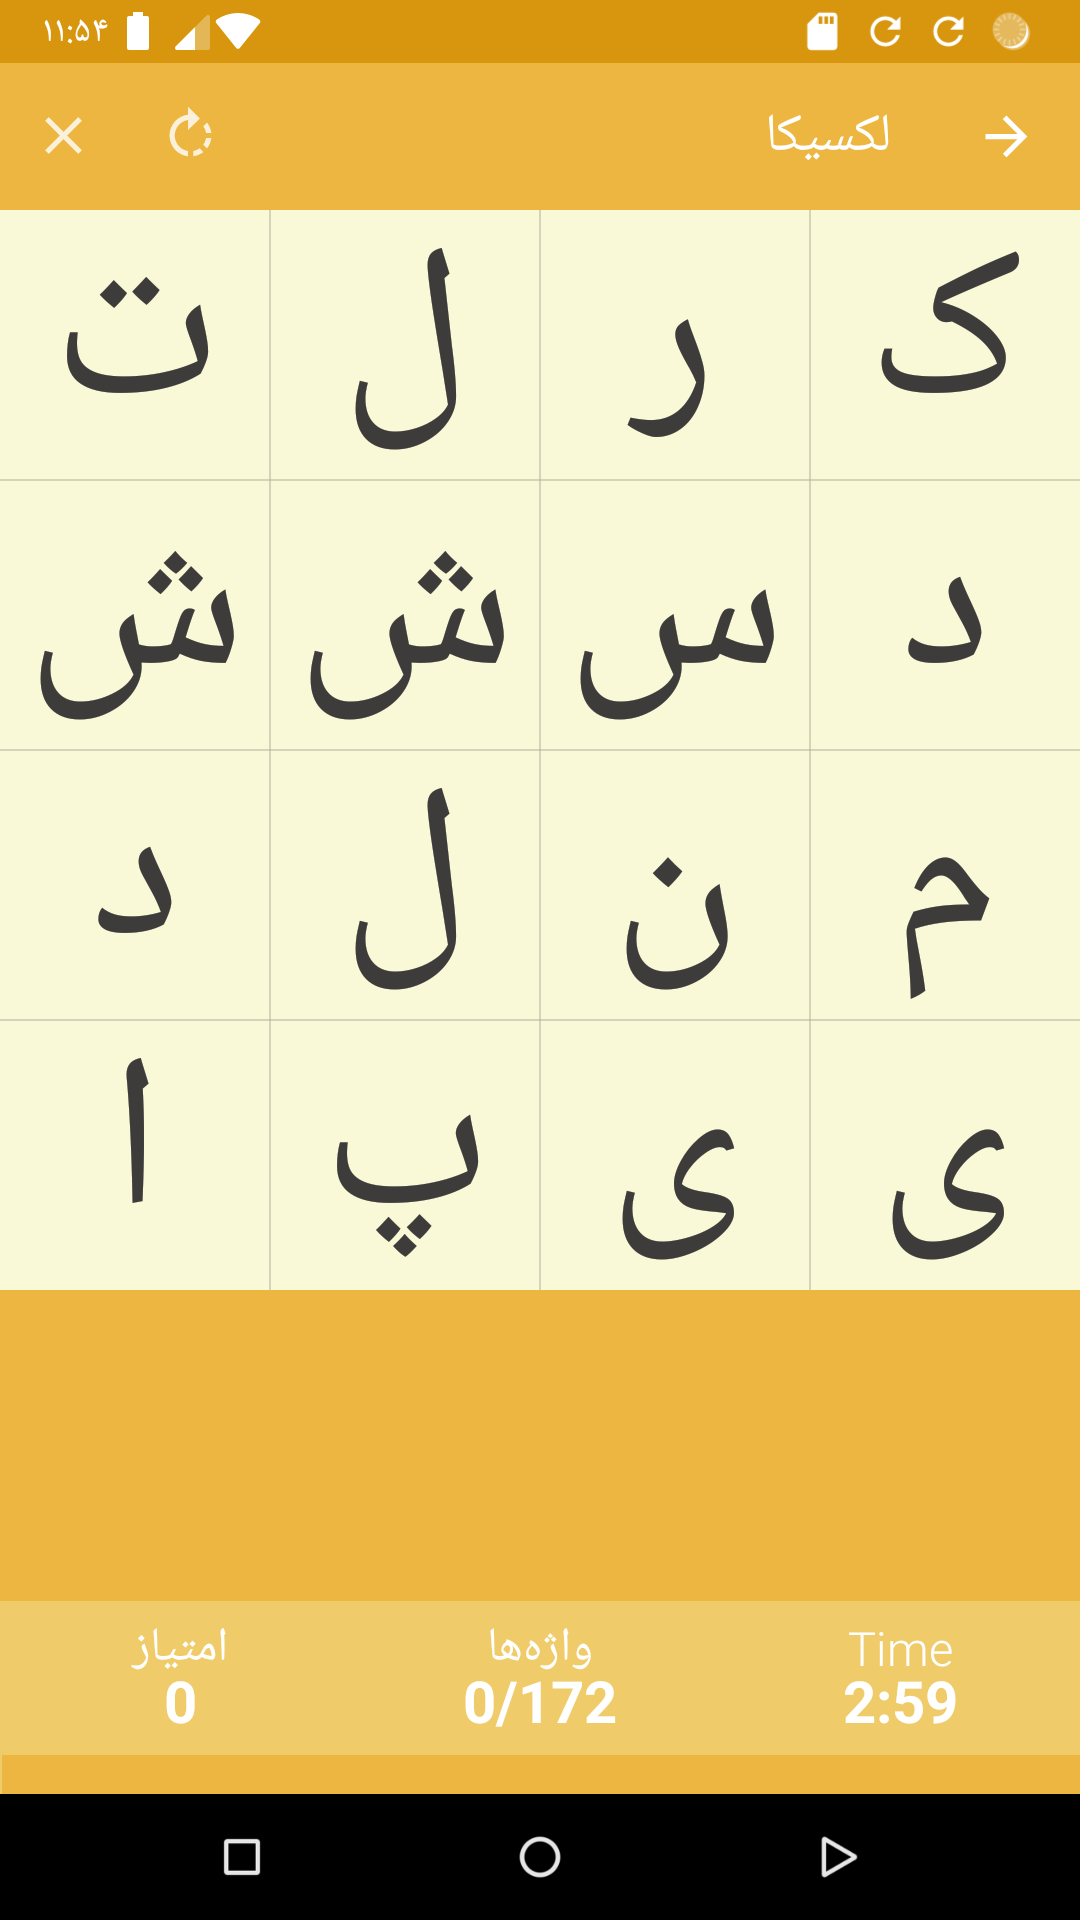 ۱۱:۵۴
لکسیکا
ک ر ل ت
د س ش ش
م ن ل د
ی ی پ ا
Time واژه‌ها امتیاز
2:59 0/172 0